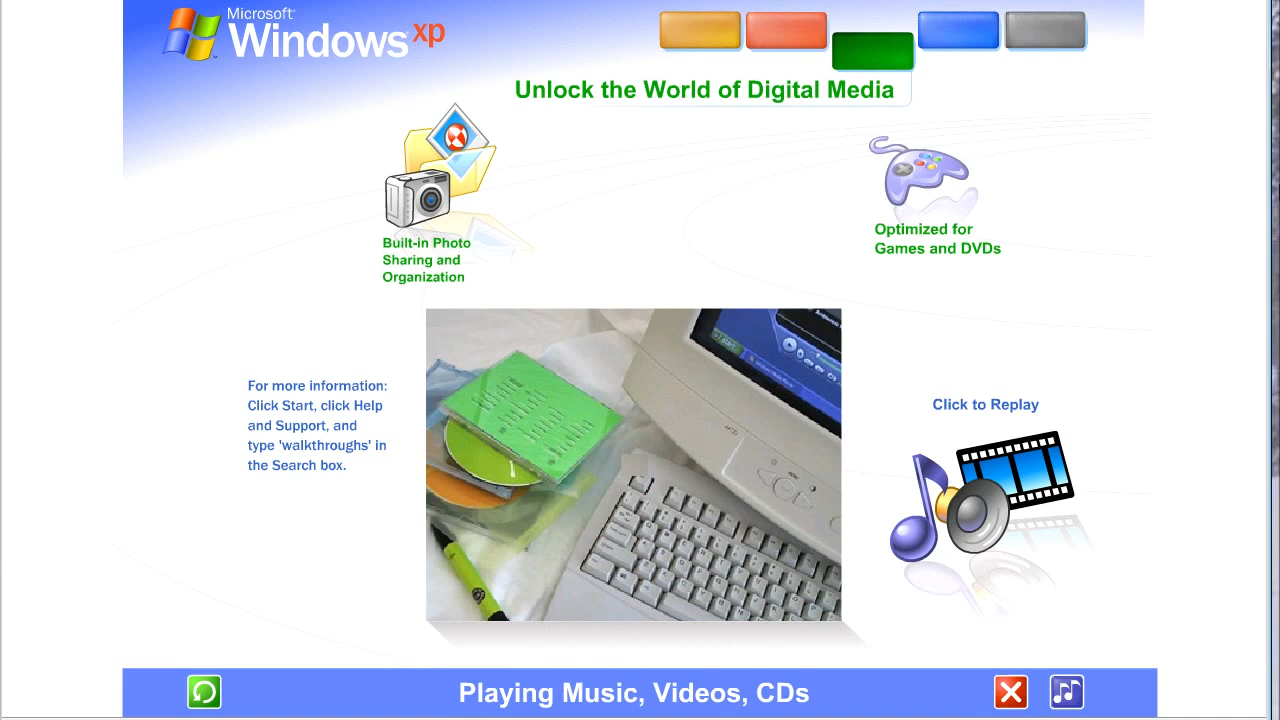 Microsoft®
Windows xp
Unlock the World of Digital Media
Built-in Photo
Sharing and
Organization
Optimized for
Games and DVDs
For more information:
Click Start, click Help
and Support, and
type 'walkthroughs' in
the Search box.
Click to Replay
Playing Music, Videos, CDs